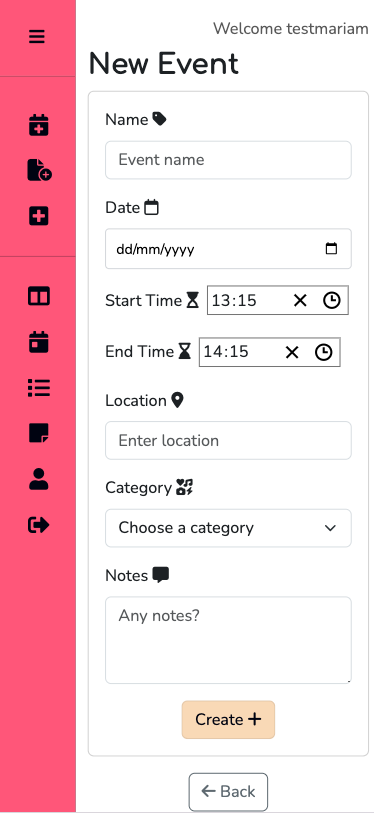 Welcome testmariam
New Event
Name
Event name
Date
dd/mm/yyyy
Start Time 13:15
End Time 14:15
Location
Enter location
Category
Choose a category
Notes
Any notes?
Create
Back